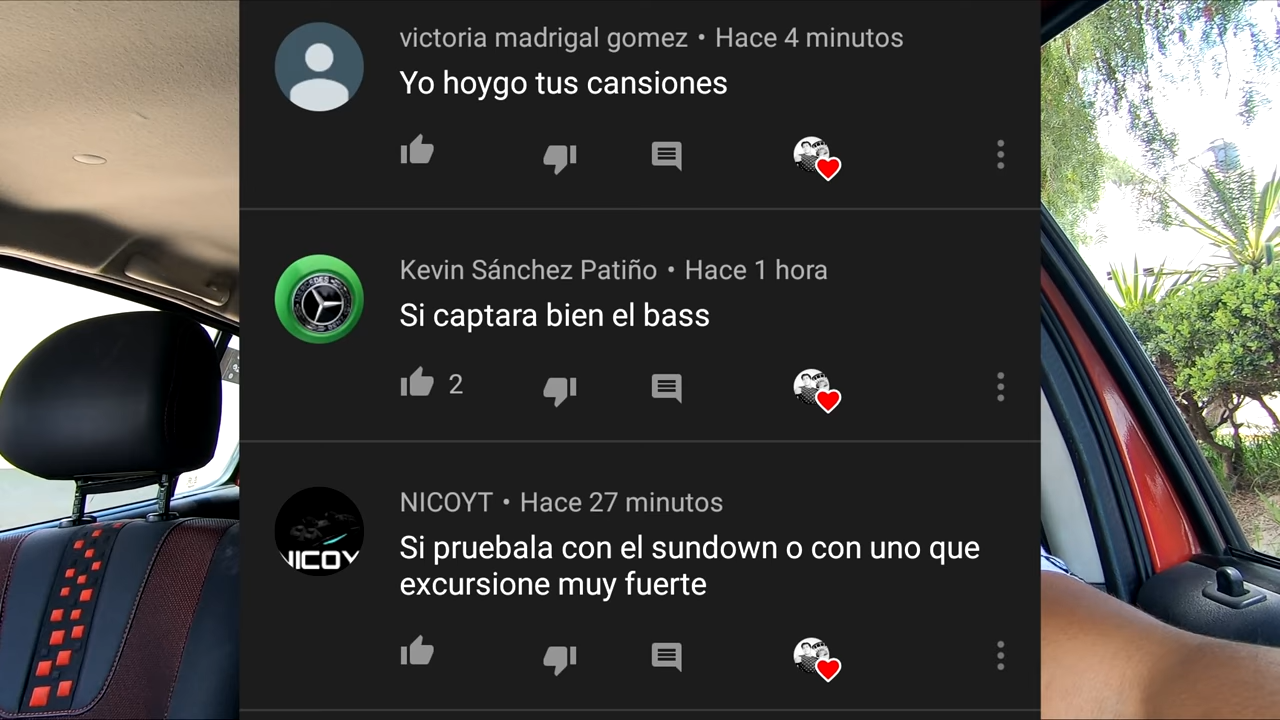 victoria madrigal gomez • Hace 4 minutos
Yo hoygo tus cansiones
Kevin Sánchez Patiño • Hace 1 hora
Si captara bien el bass
2
NICOYT • Hace 27 minutos
Si pruebala con el sundown o con uno que
excursione muy fuerte